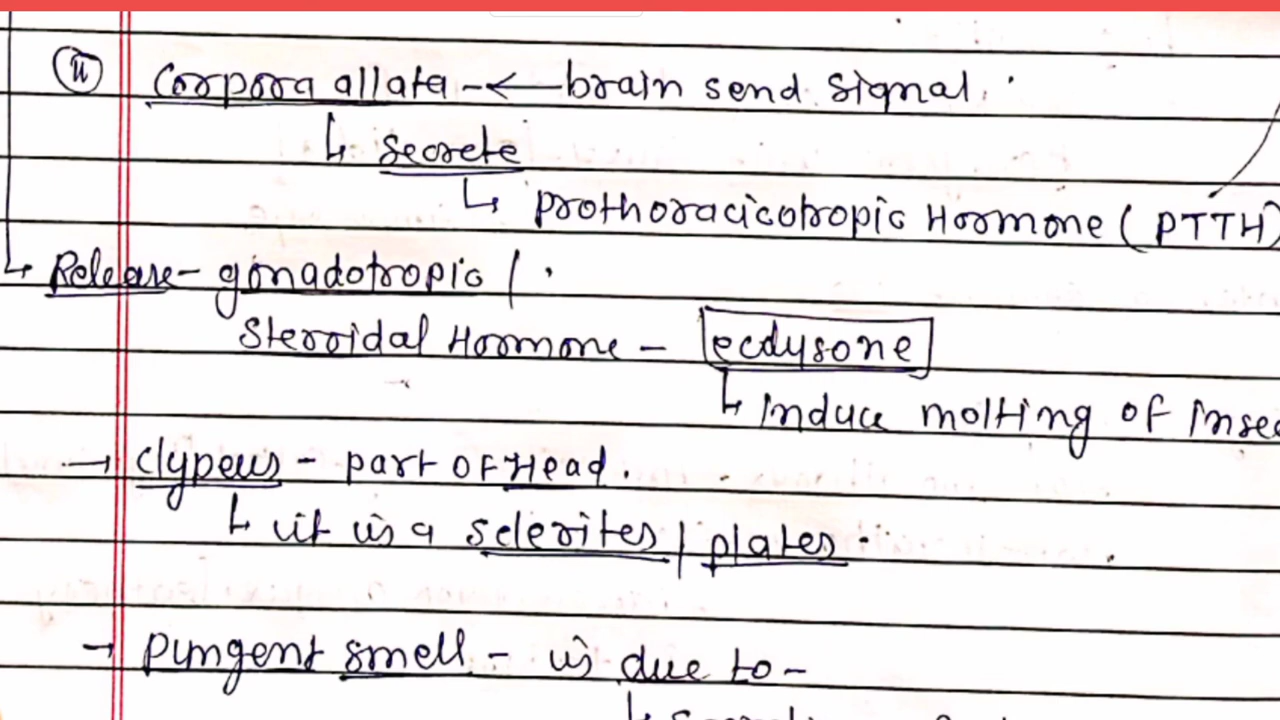 (ii) Corpora allata -← brain send signal.
↳ secrete
↳ prothoracicotropic Hormone ( PTTH)
↳ Release - gonadotropic / .
Steroidal Hormone - ecdysone
↳ Induce molting of
→ clypeus - part of Head.
↳ it is a sclerites / plates.
→ Pungent smell - is due to -